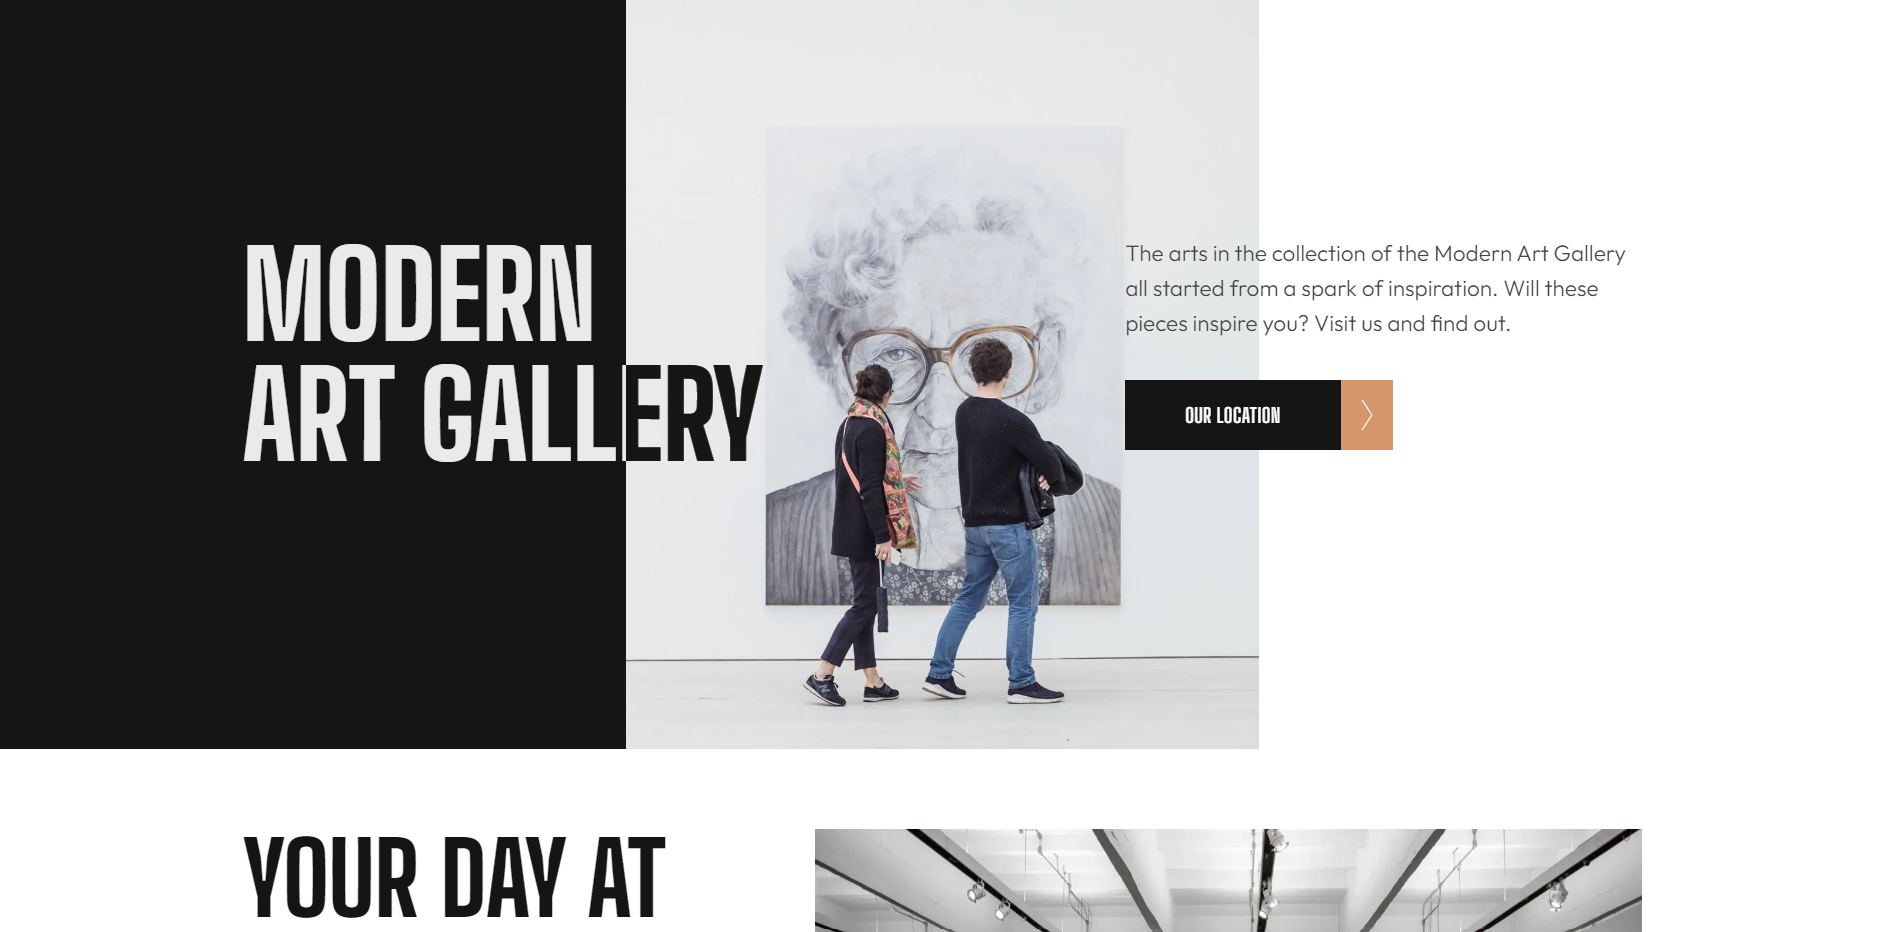 MODERN
ART GALLERY
The arts in the collection of the Modern Art Gallery
all started from a spark of inspiration. Will these
pieces inspire you? Visit us and find out.
OUR LOCATION
YOUR DAY AT